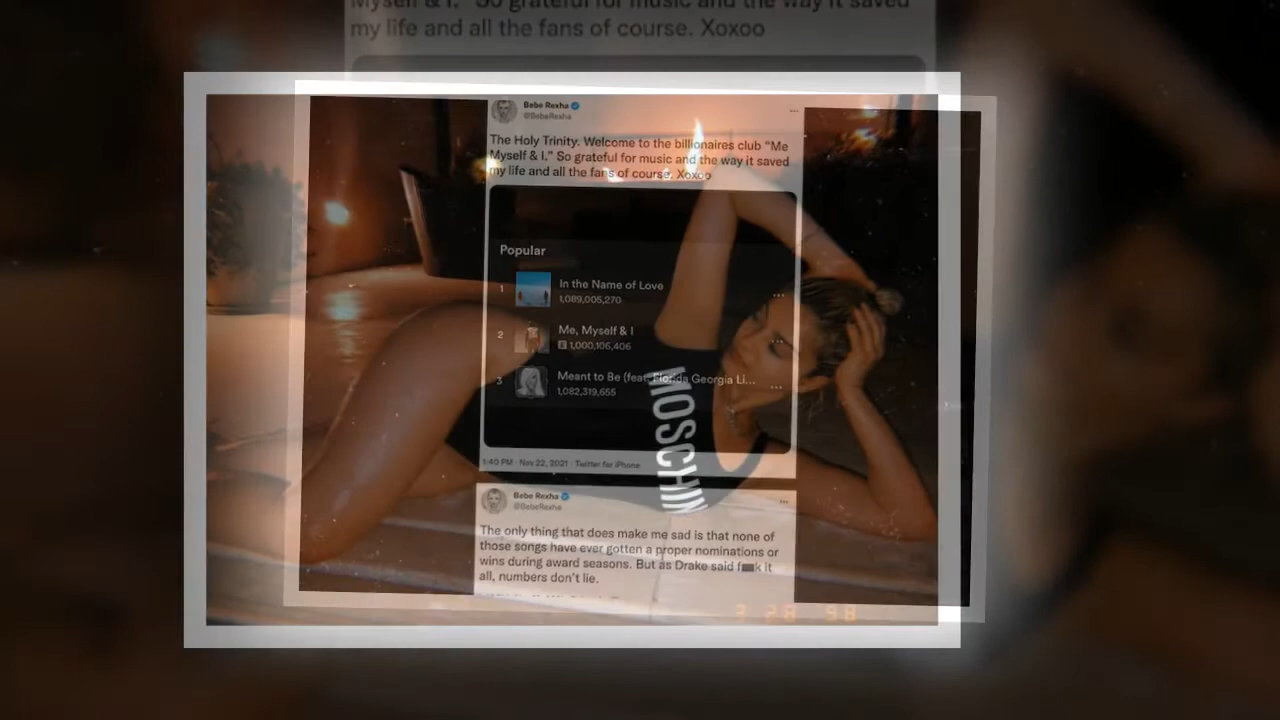 Myself & I." So grateful for music and the way it saved
my life and all the fans of course. Xoxoo
Bebe Rexha
@BebeRexha
The Holy Trinity. Welcome to the billionaires club “Me
Myself & I.” So grateful for music and the way it saved
my life and all the fans of course. Xoxoo
Popular
1 In the Name of Love
1,089,005,270
2 Me, Myself & I
E 1,000,105,406
3 Meant to Be (feat. Florida Georgia Li...
1,082,319,655
MOSCHIN
1:40 PM · Nov 22, 2021 · Twitter for iPhone
Bebe Rexha
@BebeRexha
The only thing that does make me sad is that none of
those songs have ever gotten a proper nominations or
wins during award seasons. But as Drake said f██k it
all, numbers don’t lie.